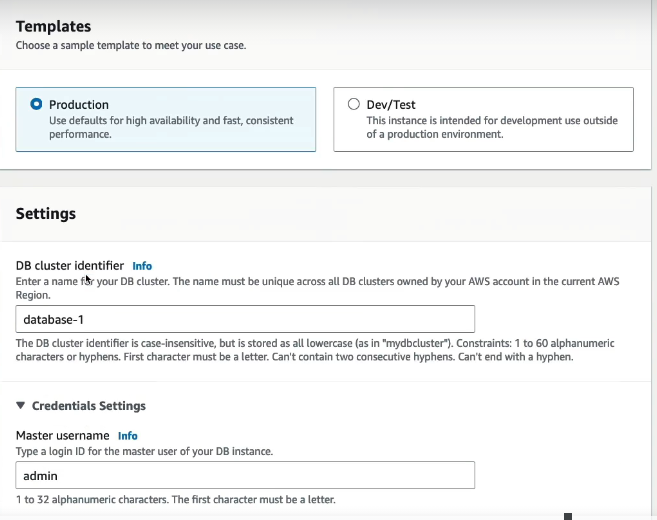 Templates
Choose a sample template to meet your use case.
Production
Use defaults for high availability and fast, consistent
performance.
Dev/Test
This instance is intended for development use outside
of a production environment.
Settings
DB cluster identifier Info
Enter a name for your DB cluster. The name must be unique across all DB clusters owned by your AWS account in the current AWS
Region.
database-1
The DB cluster identifier is case-insensitive, but is stored as all lowercase (as in "mydbcluster"). Constraints: 1 to 60 alphanumeric
characters or hyphens. First character must be a letter. Can't contain two consecutive hyphens. Can't end with a hyphen.
Credentials Settings
Master username Info
Type a login ID for the master user of your DB instance.
admin
1 to 32 alphanumeric characters. The first character must be a letter.